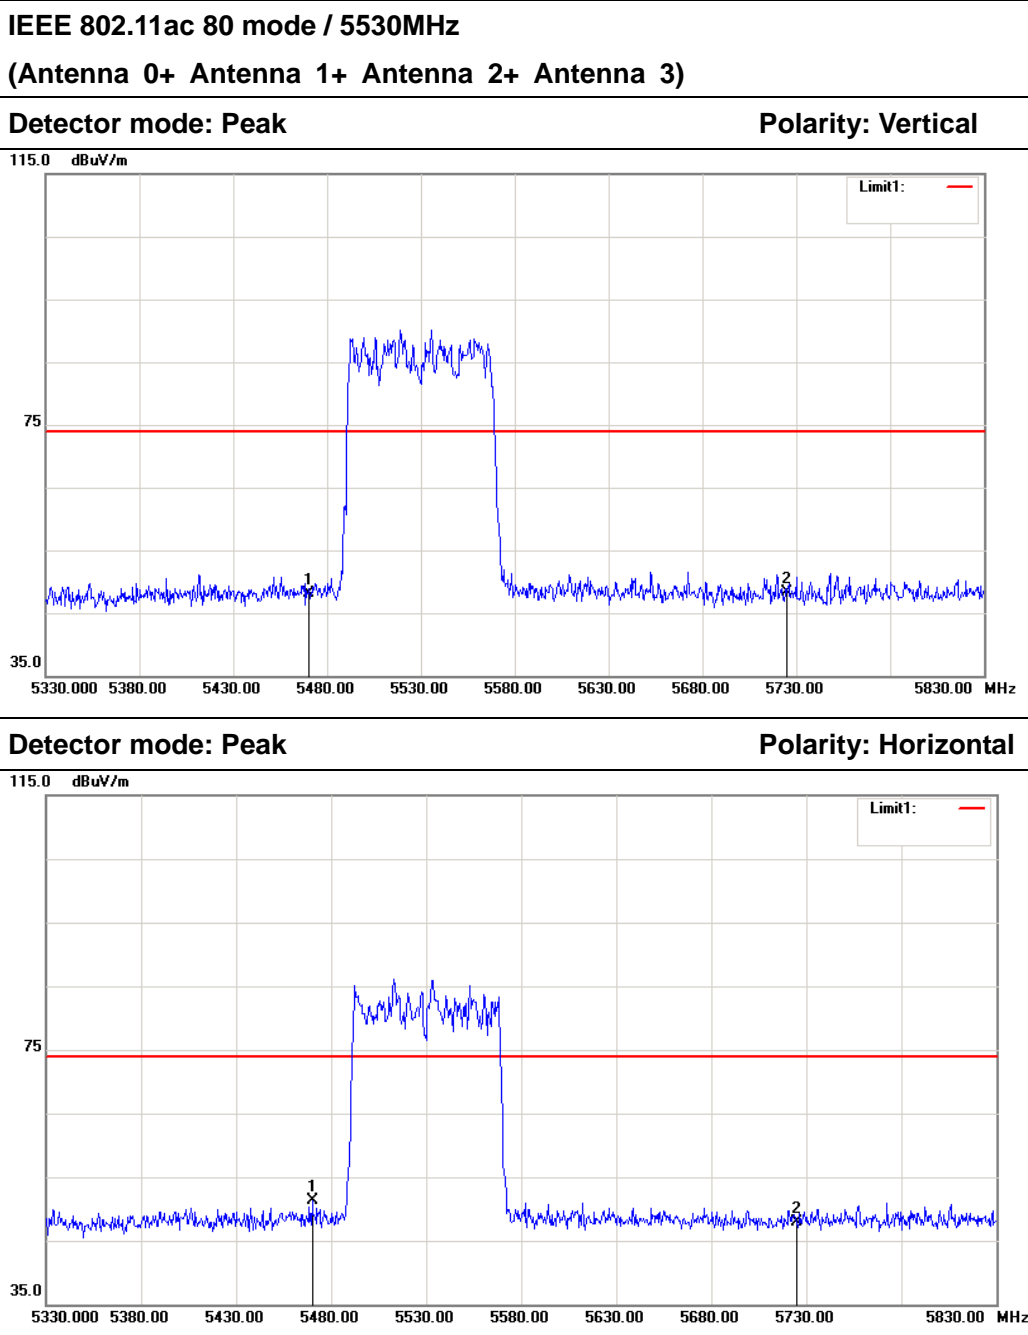 IEEE 802.11ac 80 mode / 5530MHz
(Antenna 0+ Antenna 1+ Antenna 2+ Antenna 3)
Detector mode: Peak Polarity: Vertical
115.0 dBuV/m
Limit1:
75
1
2
35.0
5330.000 5380.00 5430.00 5480.00 5530.00 5580.00 5630.00 5680.00 5730.00 5830.00 MHz
Detector mode: Peak Polarity: Horizontal
115.0 dBuV/m
Limit1:
75
1
2
35.0
5330.000 5380.00 5430.00 5480.00 5530.00 5580.00 5630.00 5680.00 5730.00 5830.00 MHz